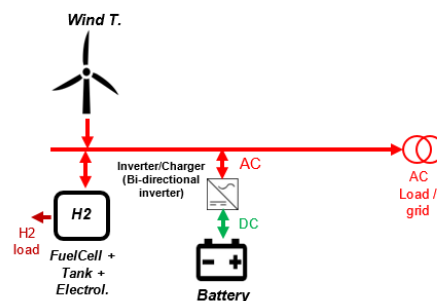 Wind T.
Inverter/Charger
(Bi-directional
inverter)
AC
AC
Load /
grid
H2
H2
load
DC
FuelCell +
Tank +
Electrol.
Battery